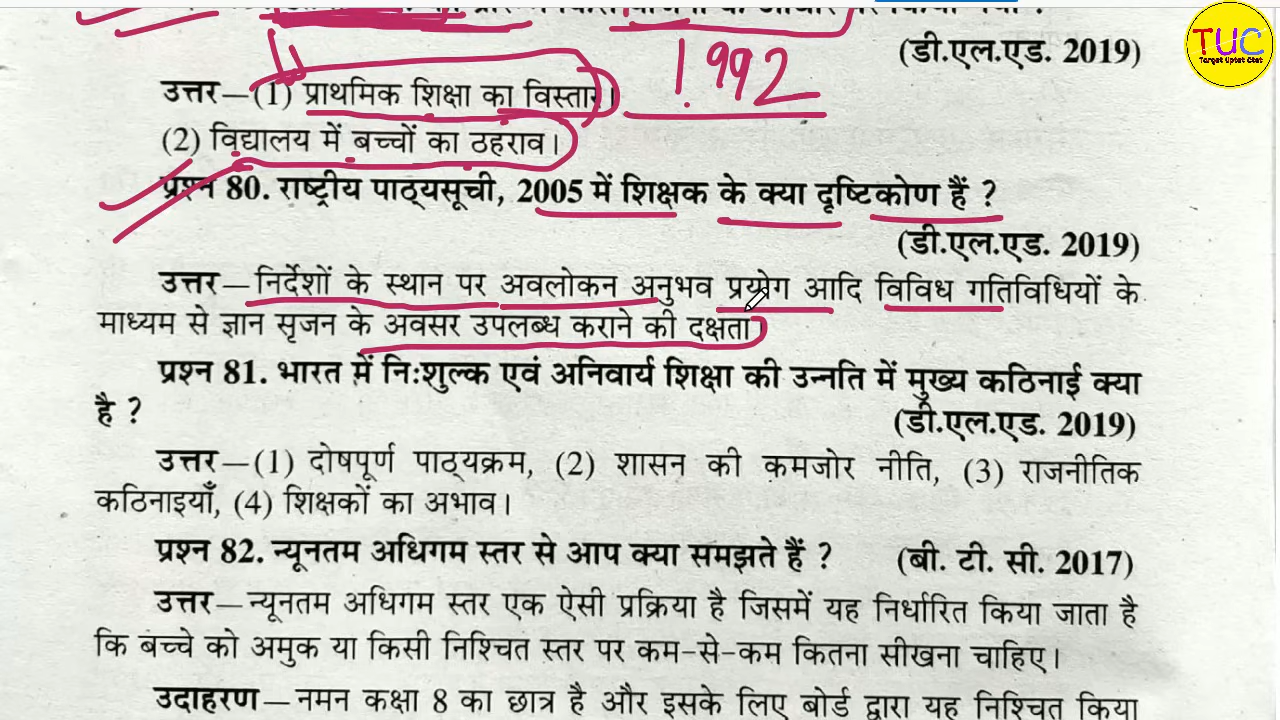 TUC
Target Uptet Ctet
(डी.एल.एड. 2019)
1992
उत्तर—(1) प्राथमिक शिक्षा का विस्तार।
(2) विद्यालय में बच्चों का ठहराव।
प्रश्न 80. राष्ट्रीय पाठ्यसूची, 2005 में शिक्षक के क्या दृष्टिकोण हैं ?
(डी.एल.एड. 2019)
उत्तर—निर्देशों के स्थान पर अवलोकन अनुभव प्रयोग आदि विविध गतिविधियों के
माध्यम से ज्ञान सृजन के अवसर उपलब्ध कराने की दक्षता।
प्रश्न 81. भारत में निःशुल्क एवं अनिवार्य शिक्षा की उन्नति में मुख्य कठिनाई क्या
है ? (डी.एल.एड. 2019)
उत्तर—(1) दोषपूर्ण पाठ्यक्रम, (2) शासन की कमजोर नीति, (3) राजनीतिक
कठिनाइयाँ, (4) शिक्षकों का अभाव।
प्रश्न 82. न्यूनतम अधिगम स्तर से आप क्या समझते हैं ? (बी. टी. सी. 2017)
उत्तर—न्यूनतम अधिगम स्तर एक ऐसी प्रक्रिया है जिसमें यह निर्धारित किया जाता है
कि बच्चे को अमुक या किसी निश्चित स्तर पर कम-से-कम कितना सीखना चाहिए।
उदाहरण—नमन कक्षा 8 का छात्र है और इसके लिए बोर्ड द्वारा यह निश्चित किया